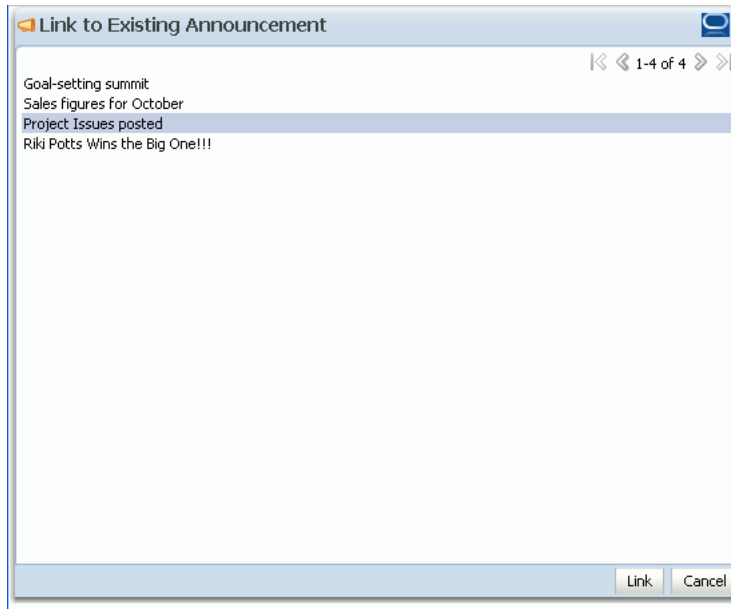 Link to Existing Announcement
1-4 of 4
Goal-setting summit
Sales figures for October
Project Issues posted
Riki Potts Wins the Big One!!!
Link
Cancel